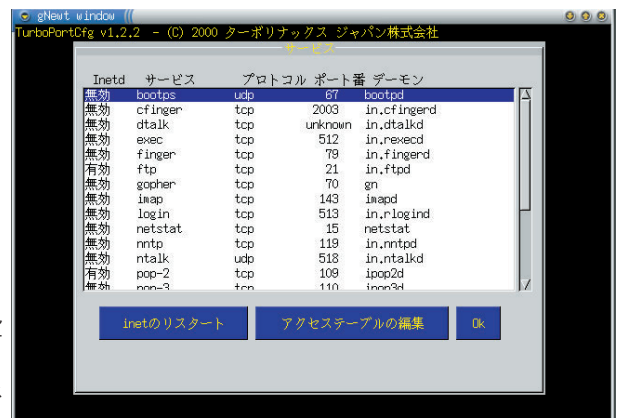 gNewt window
TurboPortCfg v1.2.2 - (C) 2000 ターボリナックス ジャパン株式会社
サービス
Inetd サービス プロトコル ポート番 デーモン
無効 bootps udp 67 bootpd
無効 cfinger tcp 2003 in.cfingerd
無効 dtalk tcp unknown in.dtalkd
無効 exec tcp 512 in.rexecd
無効 finger tcp 79 in.fingerd
有効 ftp tcp 21 in.ftpd
無効 gopher tcp 70 gn
無効 imap tcp 143 imapd
無効 login tcp 513 in.rlogind
無効 netstat tcp 15 netstat
無効 nntp tcp 119 in.nntpd
無効 ntalk udp 518 in.ntalkd
有効 pop-2 tcp 109 ipop2d
無効 pop-3 tcp 110 ipop3d
inetのリスタート アクセステーブルの編集 Ok